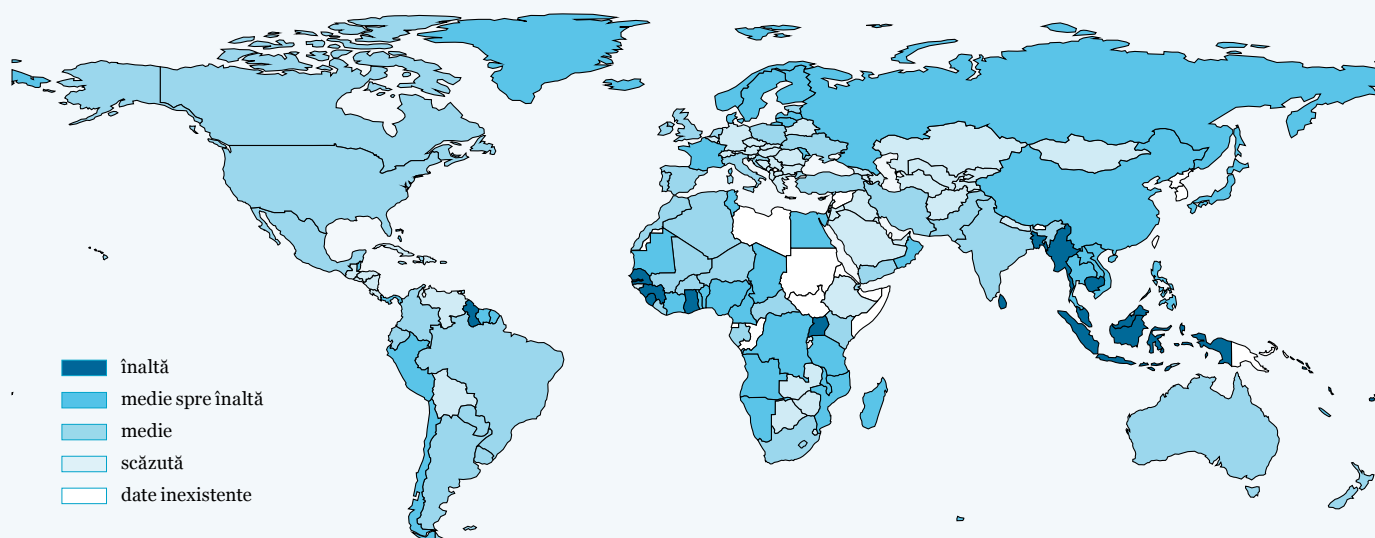 înaltă
medie spre înaltă
medie
scăzută
date inexistente